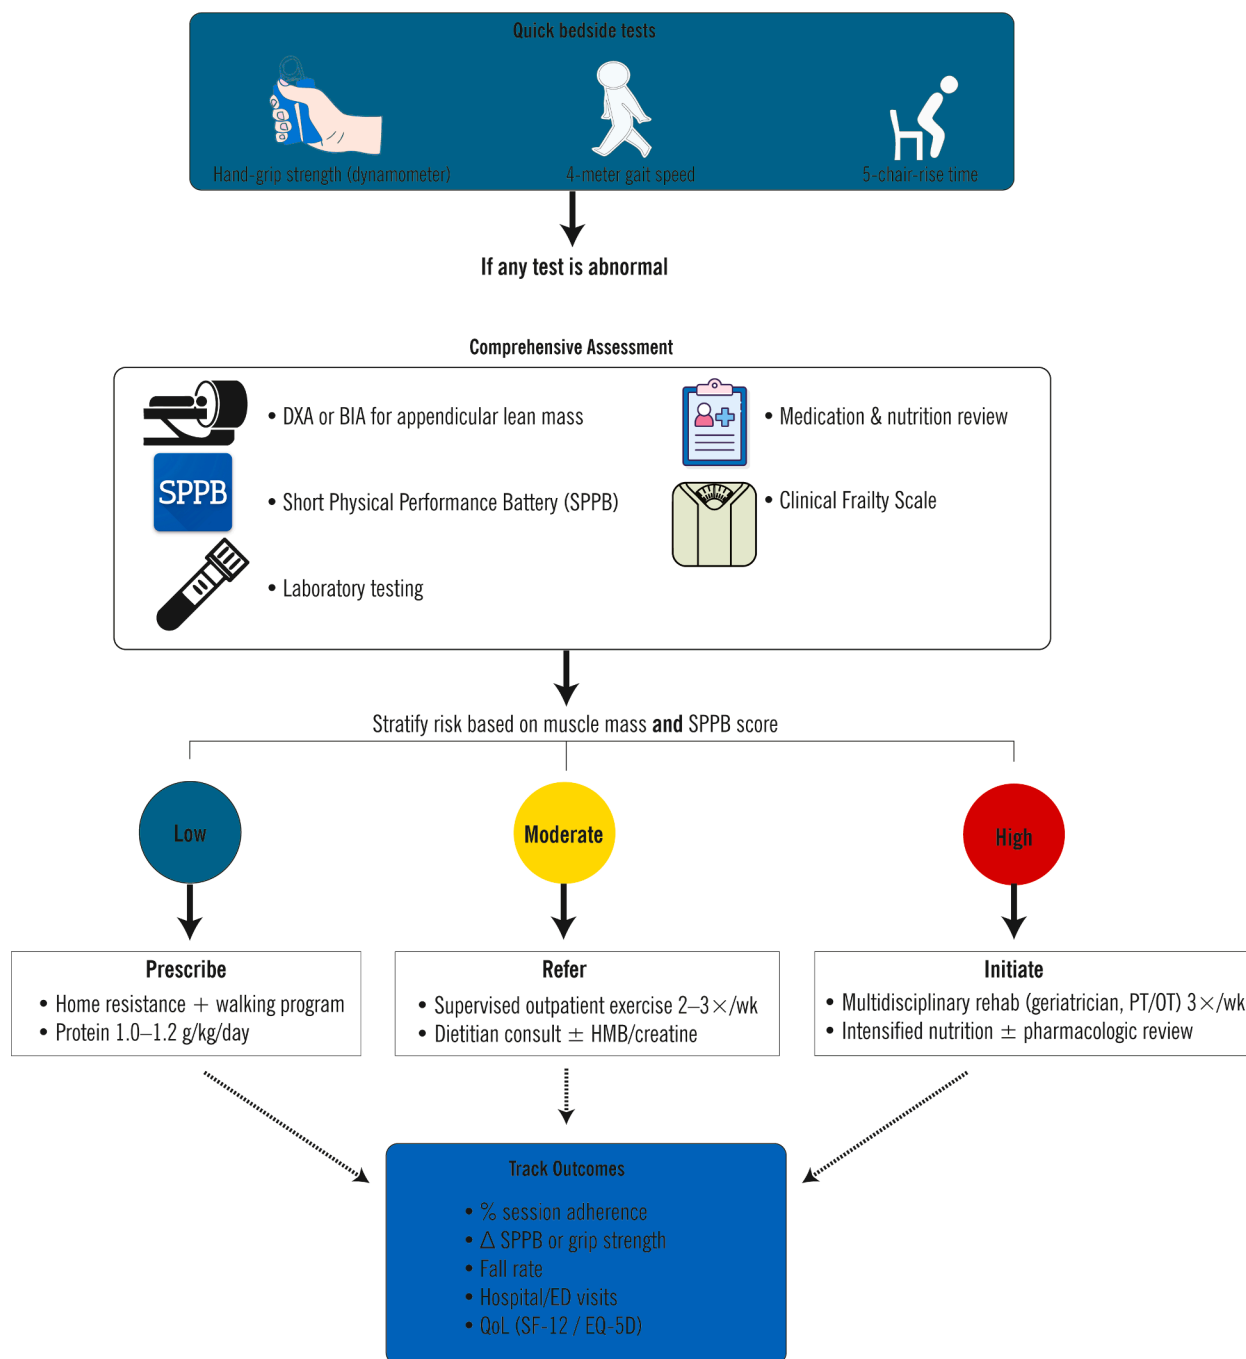 Quick bedside tests
Hand-grip strength (dynamometer)
4-meter gait speed
5-chair-rise time
If any test is abnormal
Comprehensive Assessment
• DXA or BIA for appendicular lean mass
SPPB
• Short Physical Performance Battery (SPPB)
• Laboratory testing
• Medication & nutrition review
• Clinical Frailty Scale
Stratify risk based on muscle mass and SPPB score
Low
Moderate
High
Prescribe
• Home resistance + walking program
• Protein 1.0–1.2 g/kg/day
Refer
• Supervised outpatient exercise 2–3×/wk
• Dietitian consult ± HMB/creatine
Initiate
• Multidisciplinary rehab (geriatrician, PT/OT) 3×/wk
• Intensified nutrition ± pharmacologic review
Track Outcomes
• % session adherence
• Δ SPPB or grip strength
• Fall rate
• Hospital/ED visits
• QoL (SF-12 / EQ-5D)